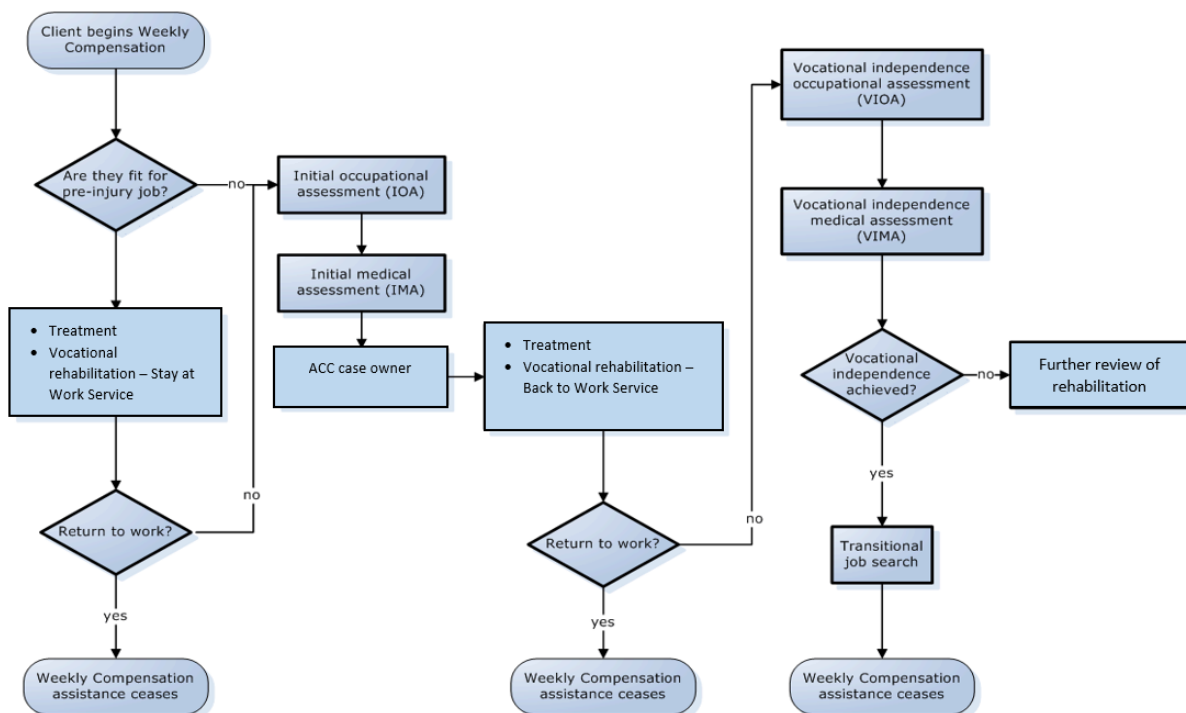 Client begins Weekly
Compensation
Are they fit for
pre-injury job?
no
• Treatment
• Vocational
rehabilitation – Stay at
Work Service
Return to work?
no
yes
Weekly Compensation
assistance ceases
Initial occupational
assessment (IOA)
Initial medical
assessment (IMA)
ACC case owner
• Treatment
• Vocational rehabilitation –
Back to Work Service
Return to work?
no
yes
Weekly Compensation
assistance ceases
Vocational independence
occupational assessment
(VIOA)
Vocational independence
medical assessment
(VIMA)
Vocational
independence
achieved?
no
Further review of
rehabilitation
yes
Transitional
job search
Weekly Compensation
assistance ceases